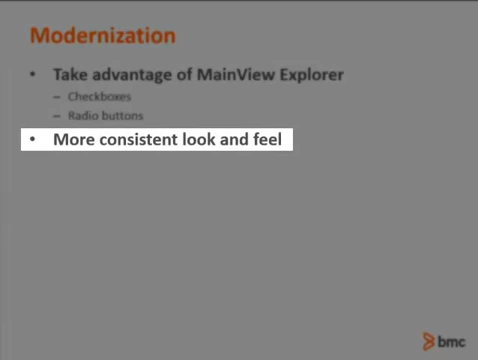 Modernization
• Take advantage of MainView Explorer
– Checkboxes
– Radio buttons
• More consistent look and feel
bmc